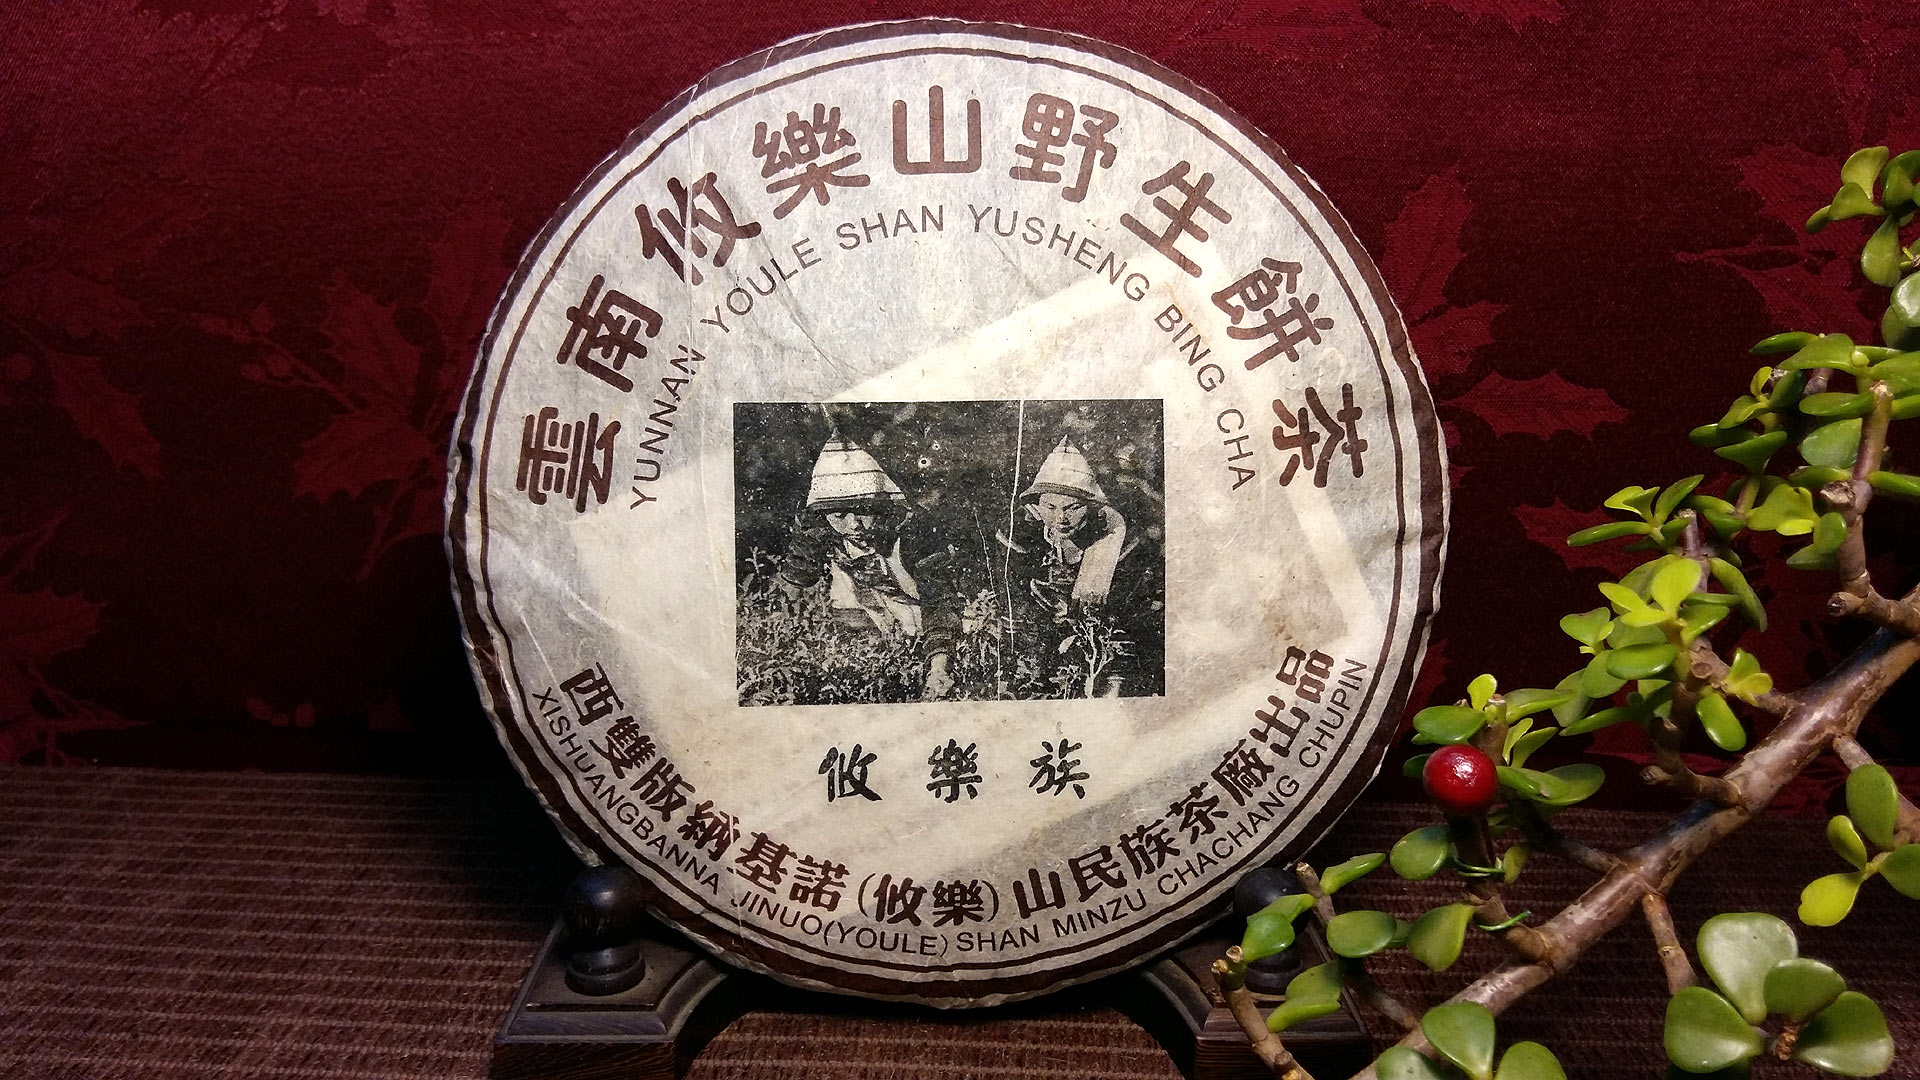 雲南攸樂山野生餅茶
YUNNAN YOULE SHAN YUSHENG BING CHA
攸樂族
西雙版納基諾(攸樂)山民族茶廠出品
XISHUANGBANNA JINUO(YOULE)SHAN MINZU CHACHANG CHUPIN